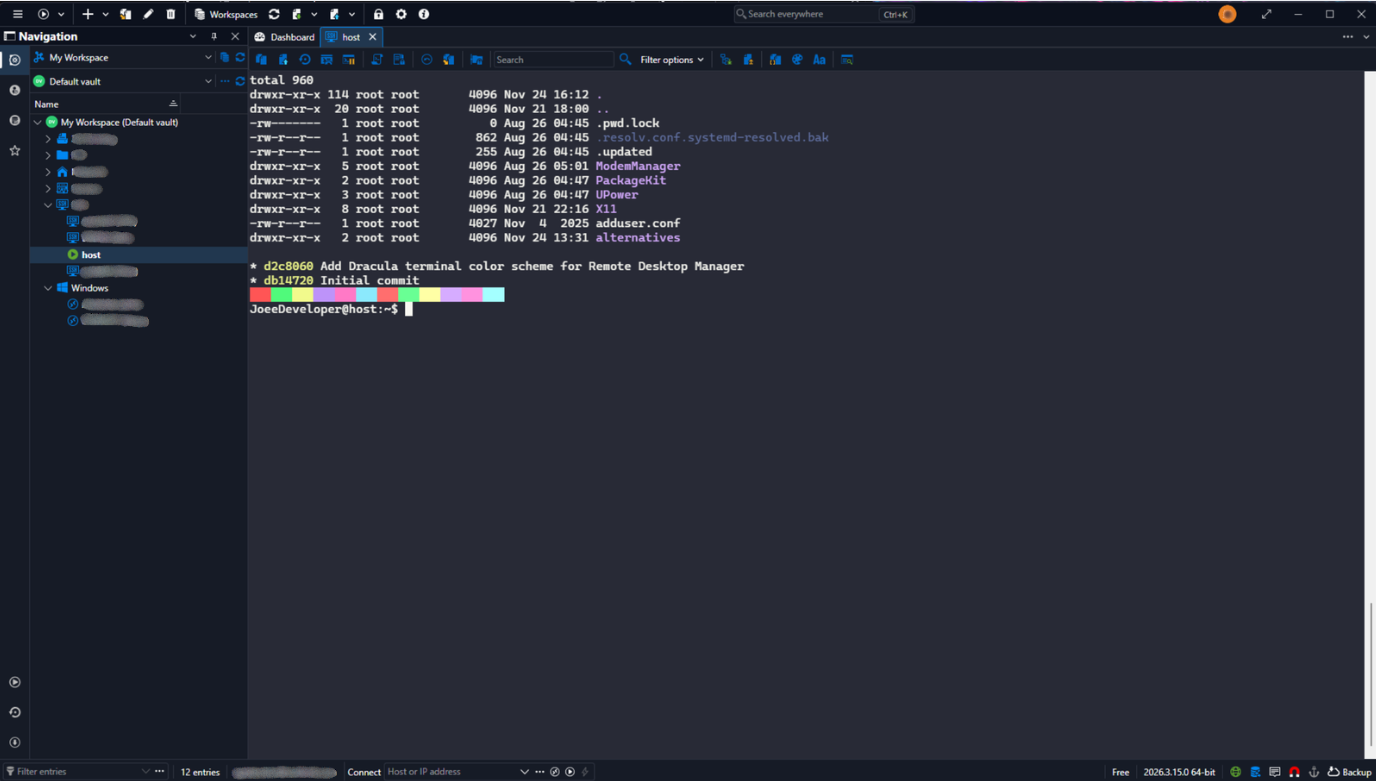 Workspaces
Search everywhere
Ctrl+K
Navigation
Dashboard
host
My Workspace
Search
Filter options
Aa
Default vault
Name
My Workspace (Default vault)
host
Windows
total 960
drwxr-xr-x 114 root root 4096 Nov 24 16:12 .
drwxr-xr-x 20 root root 4096 Nov 21 18:00 ..
-rw------- 1 root root 0 Aug 26 04:45 .pwd.lock
-rw-r--r-- 1 root root 862 Aug 26 04:45 .resolv.conf.systemd-resolved.bak
-rw-r--r-- 1 root root 255 Aug 26 04:45 .updated
drwxr-xr-x 5 root root 4096 Aug 26 05:01 ModemManager
drwxr-xr-x 2 root root 4096 Aug 26 04:47 PackageKit
drwxr-xr-x 3 root root 4096 Aug 26 04:47 UPower
drwxr-xr-x 8 root root 4096 Nov 21 22:16 X11
-rw-r--r-- 1 root root 4027 Nov 4 2025 adduser.conf
drwxr-xr-x 2 root root 4096 Nov 24 13:31 alternatives
* d2c8060 Add Dracula terminal color scheme for Remote Desktop Manager
* db14720 Initial commit
JoeeDeveloper@host:~$
Filter entries
12 entries
Connect
Host or IP address
Free
2026.3.15.0 64-bit
Backup